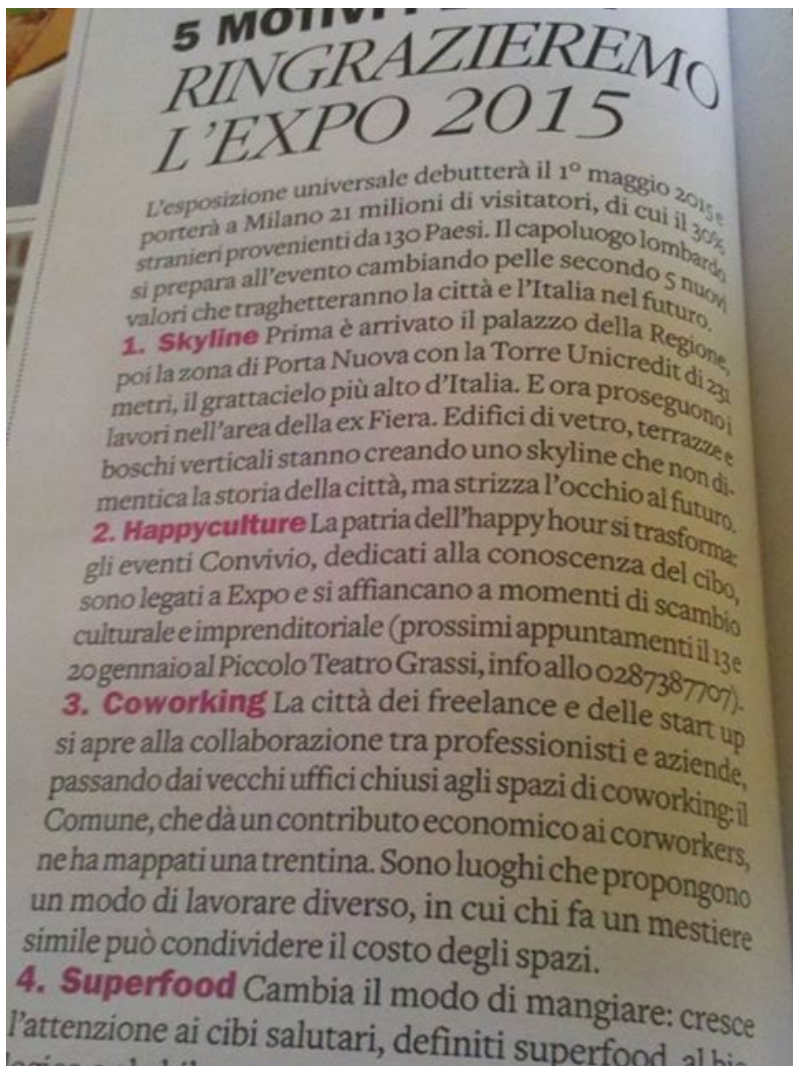 5 MOTIVI
RINGRAZIEREMO
L'EXPO 2015
L'esposizione universale debutterà il 1º maggio 2015 e
porterà a Milano 21 milioni di visitatori, di cui il 30%
stranieri provenienti da 130 Paesi. Il capoluogo lombardo
si prepara all'evento cambiando pelle secondo 5 nuovi
valori che traghetteranno la città e l'Italia nel futuro.
1. Skyline Prima è arrivato il palazzo della Regione,
poi la zona di Porta Nuova con la Torre Unicredit di 231
metri, il grattacielo più alto d'Italia. E ora proseguono i
lavori nell'area della ex Fiera. Edifici di vetro, terrazze e
boschi verticali stanno creando uno skyline che non di-
mentica la storia della città, ma strizza l'occhio al futuro.
2. Happyculture La patria dell'happy hour si trasforma:
gli eventi Convivio, dedicati alla conoscenza del cibo,
sono legati a Expo e si affiancano a momenti di scambio
culturale e imprenditoriale (prossimi appuntamenti il 13 e
20 gennaio al Piccolo Teatro Grassi, info allo 0287387707).
3. Coworking La città dei freelance e delle start up
si apre alla collaborazione tra professionisti e aziende,
passando dai vecchi uffici chiusi agli spazi di coworking: il
Comune, che dà un contributo economico ai corworkers,
ne ha mappati una trentina. Sono luoghi che propongono
un modo di lavorare diverso, in cui chi fa un mestiere
simile può condividere il costo degli spazi.
4. Superfood Cambia il modo di mangiare: cresce
l'attenzione ai cibi salutari, definiti superfood, al bio-